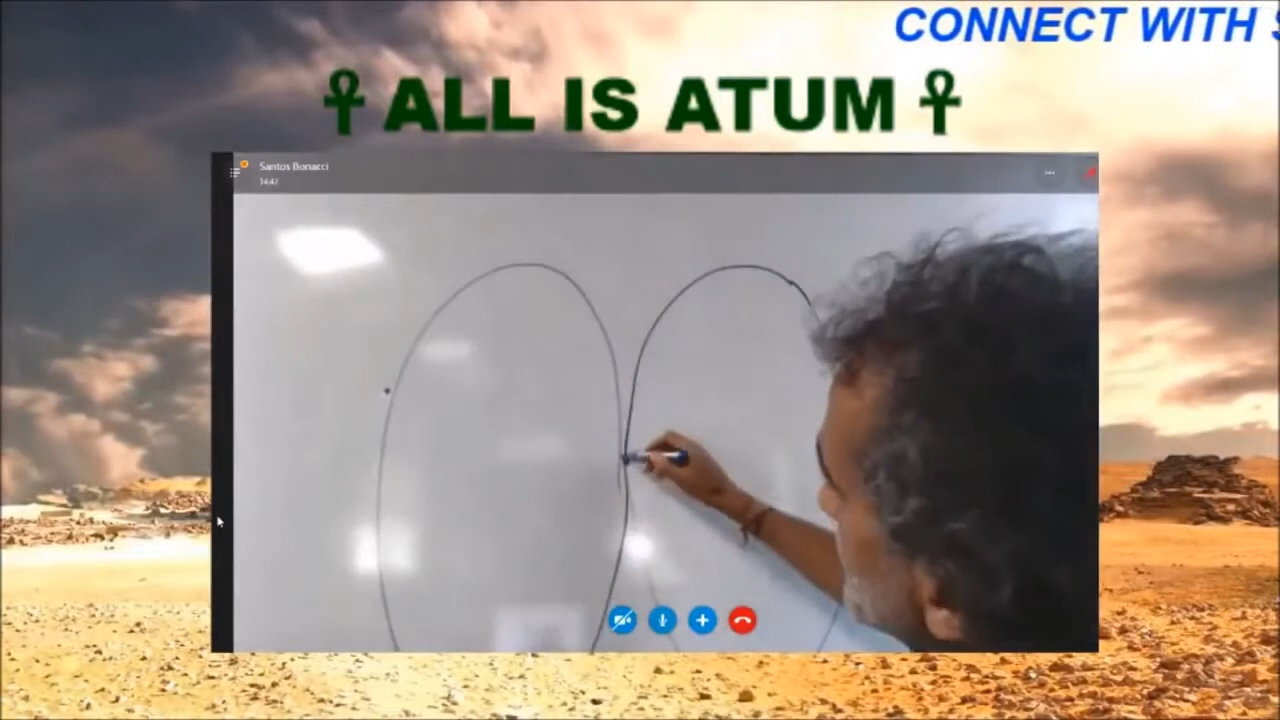 CONNECT WITH
☥ ALL IS ATUM ☥
Santos Bonacci
34:43